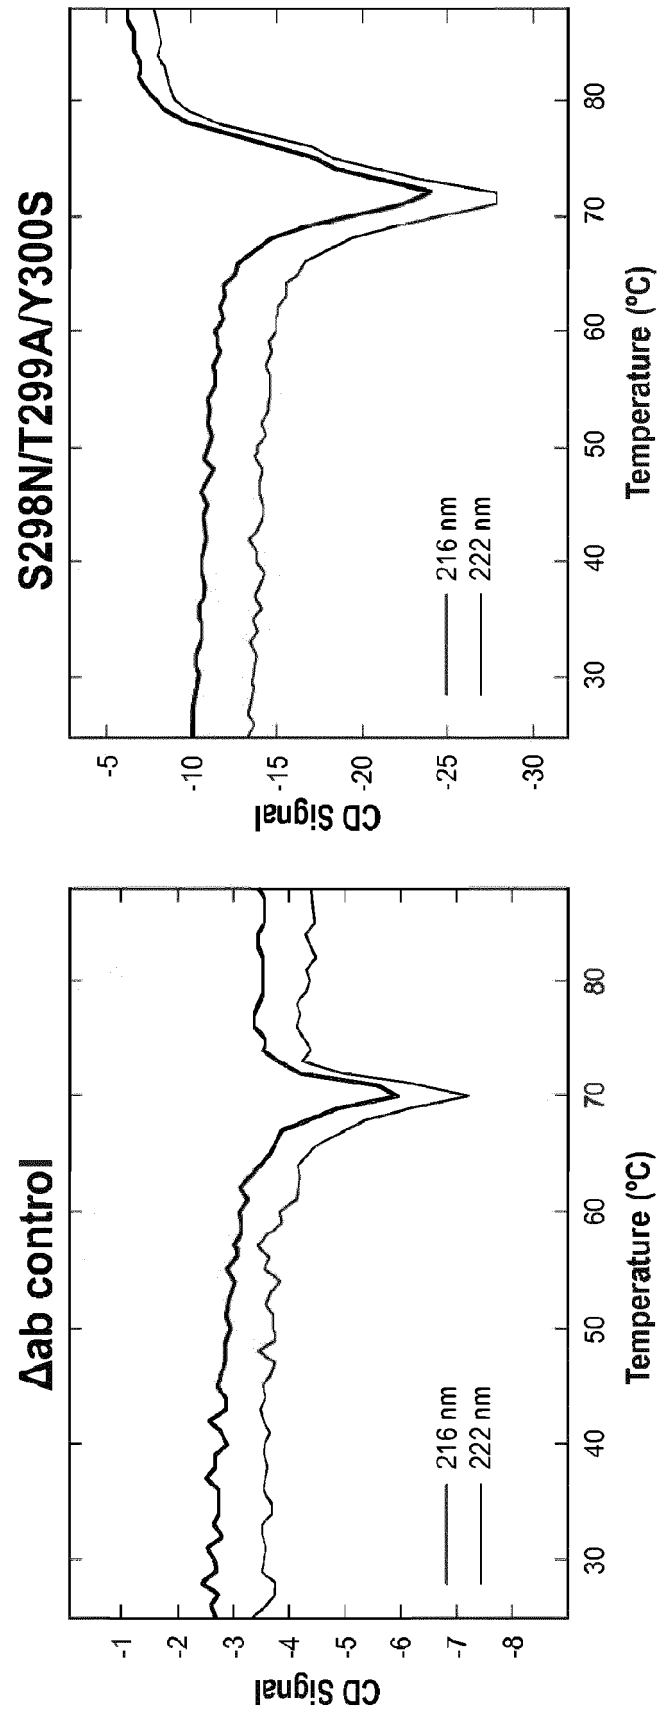 Δab control
-1
-2
-3
-4
-5
-6
-7
-8
CD Signal
216 nm
222 nm
30
40
50
60
70
80
Temperature (ºC)
S298N/T299A/Y300S
-5
-10
-15
-20
-25
-30
CD Signal
216 nm
222 nm
30
40
50
60
70
80
Temperature (ºC)